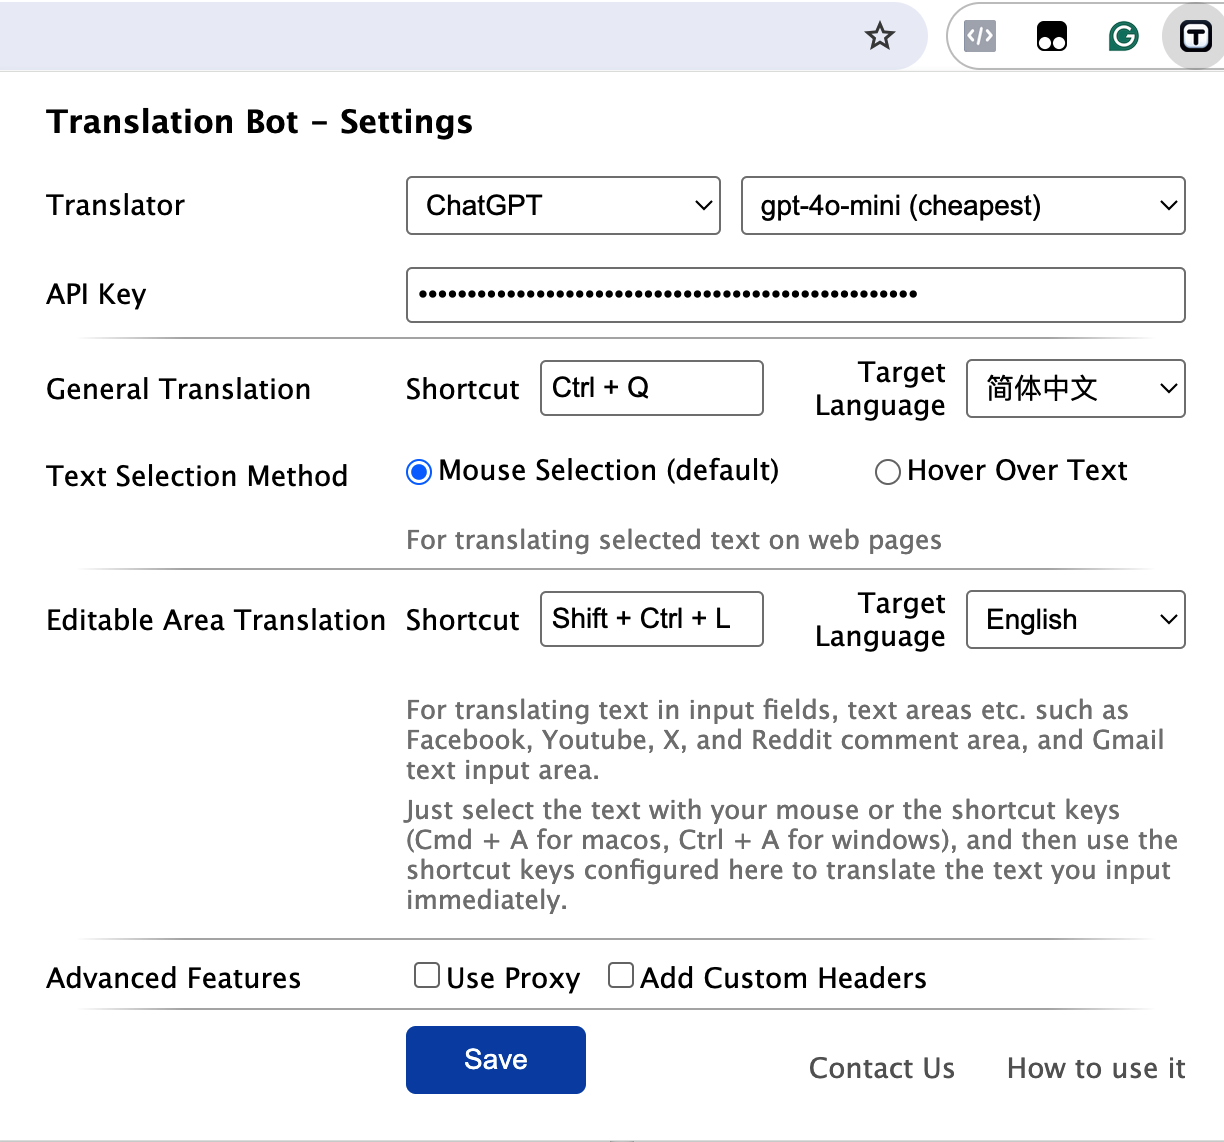 Translation Bot – Settings
Translator ChatGPT gpt-4o-mini (cheapest)
API Key ••••••••••••••••••••••••••••••••••••••••••••••••••••
General Translation Shortcut Ctrl + Q Target Language 简体中文
Text Selection Method Mouse Selection (default) Hover Over Text
For translating selected text on web pages
Editable Area Translation Shortcut Shift + Ctrl + L Target Language English
For translating text in input fields, text areas etc. such as
Facebook, Youtube, X, and Reddit comment area, and Gmail
text input area.
Just select the text with your mouse or the shortcut keys
(Cmd + A for macos, Ctrl + A for windows), and then use the
shortcut keys configured here to translate the text you input
immediately.
Advanced Features Use Proxy Add Custom Headers
Save Contact Us How to use it